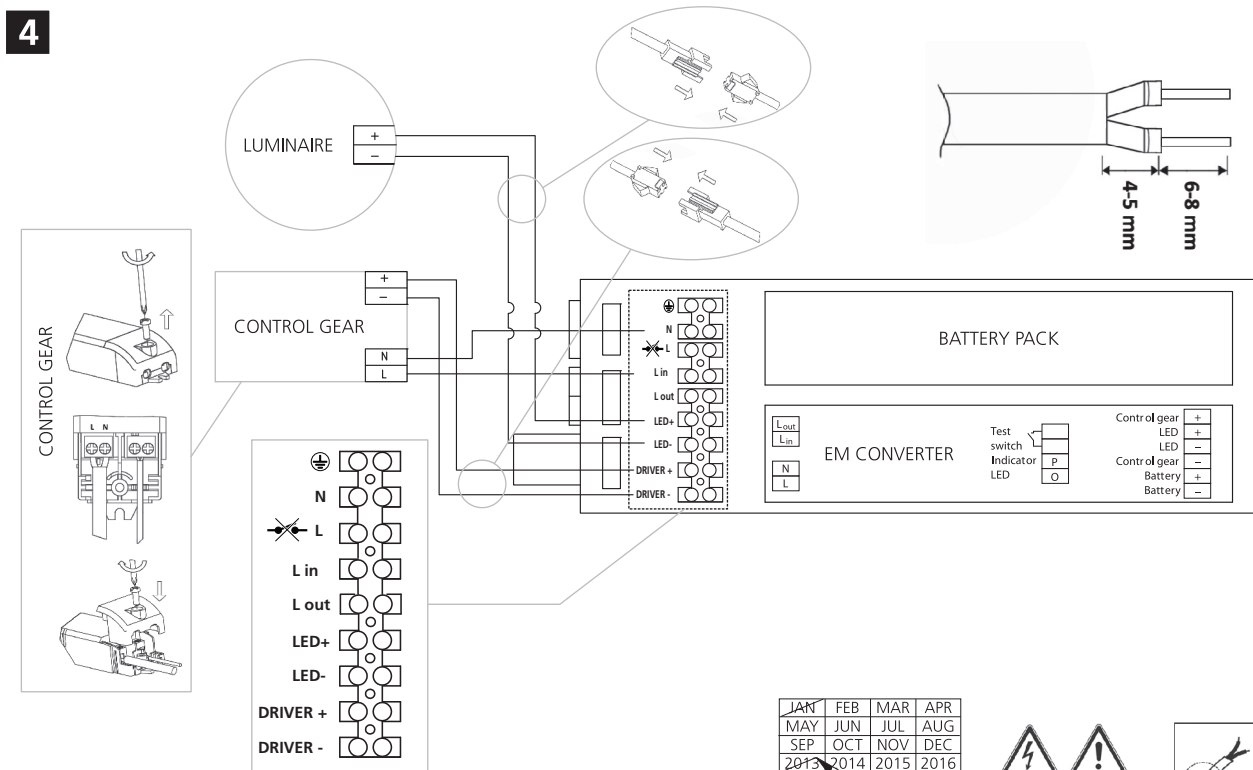 4
LUMINAIRE
+
−
CONTROL GEAR
L N
CONTROL GEAR
+
−
N
L
N
L
L in
L out
LED+
LED-
DRIVER +
DRIVER -
N
L
L in
L out
LED+
LED-
DRIVER +
DRIVER -
4-5 mm
6-8 mm
BATTERY PACK
Lout
Lin
N
L
EM CONVERTER
Test
switch
Indicator P
LED O
Control gear +
LED +
LED −
Control gear −
Battery +
Battery −
JAN FEB MAR APR
MAY JUN JUL AUG
SEP OCT NOV DEC
2013 2014 2015 2016